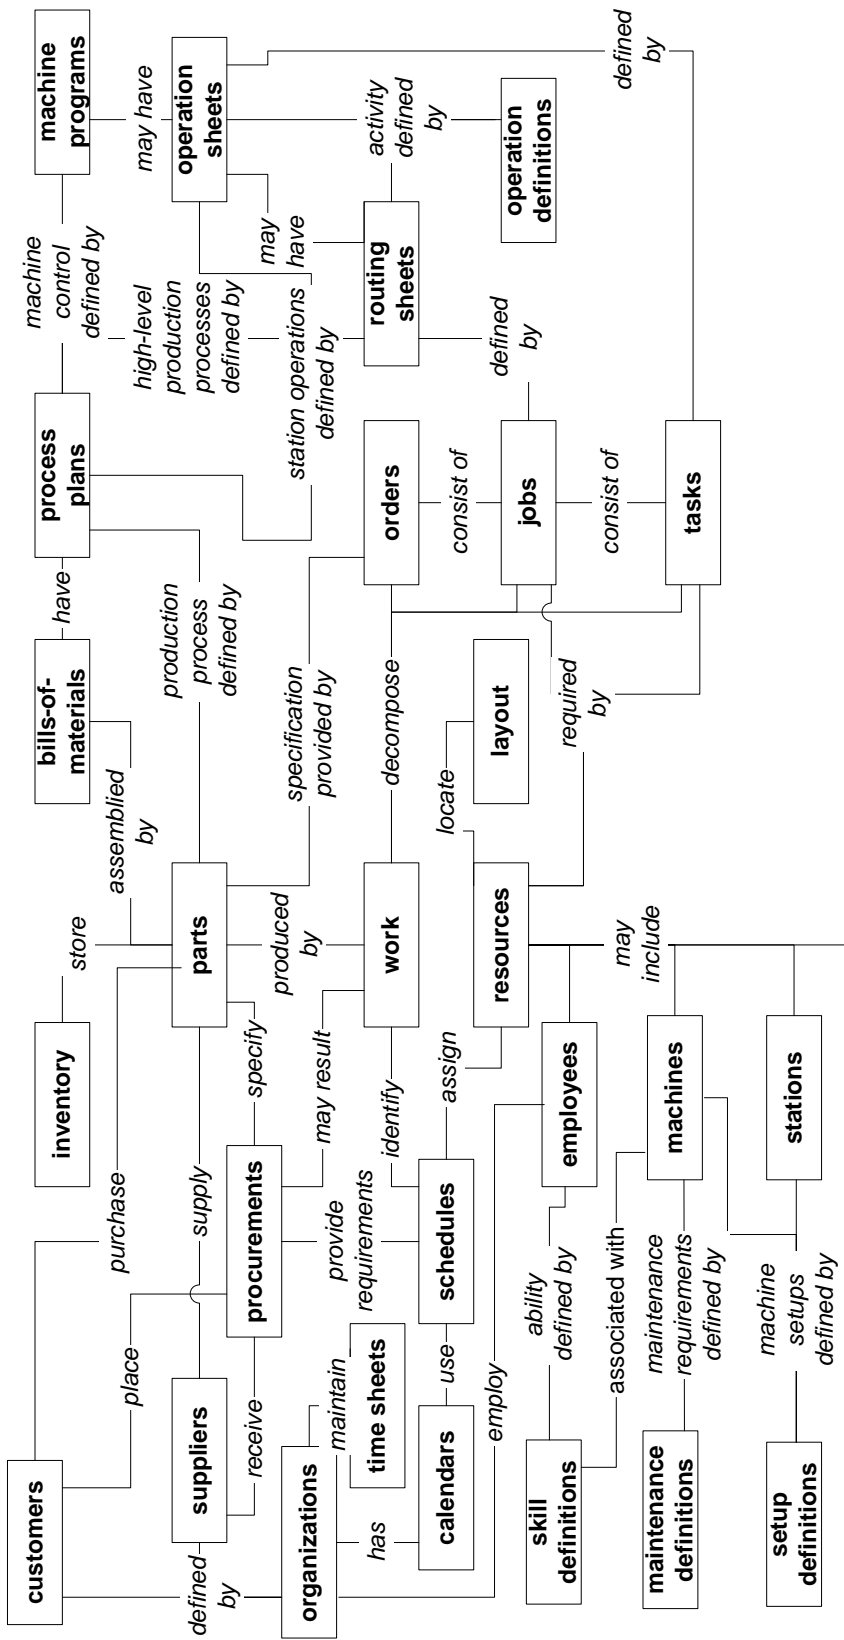 customers
purchase
inventory
store
assemblied
by
bills-of-
materials
have
process
plans
machine
control
defined by
machine
programs
place
suppliers
supply
parts
production
process
defined by
high-level
production
processes
defined by
may have
operation
sheets
defined
by
receive
procurements
specify
produced
by
specification
provided by
station operations
defined by
may
have
organizations
maintain
time sheets
provide
requirements
may result
identify
work
decompose
orders
routing
sheets
activity
defined
by
has
calendars
use
schedules
assign
resources
locate
layout
consist of
jobs
defined
by
operation
definitions
employ
required
by
consist of
tasks
defined
by
skill
definitions
ability
defined by
employees
may
include
associated with
maintenance
definitions
maintenance
requirements
defined by
machines
setup
definitions
machine
setups
defined by
stations